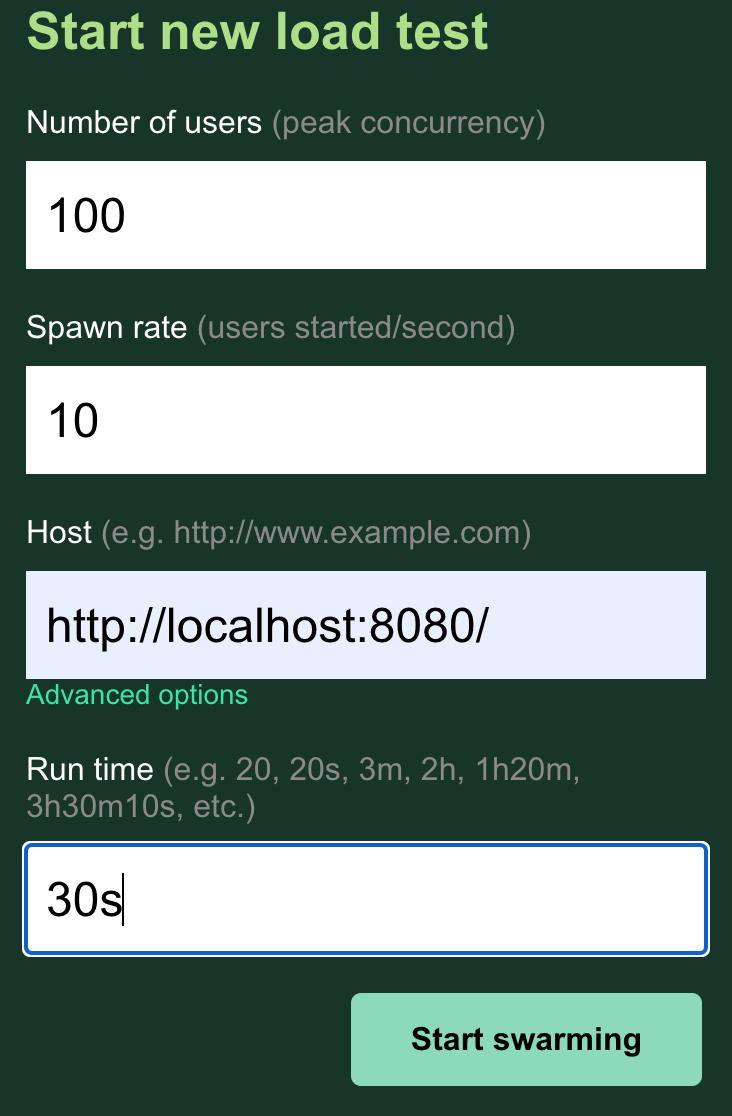 Start new load test
Number of users (peak concurrency)
100
Spawn rate (users started/second)
10
Host (e.g. http://www.example.com)
http://localhost:8080/
Advanced options
Run time (e.g. 20, 20s, 3m, 2h, 1h20m,
3h30m10s, etc.)
30s
Start swarming